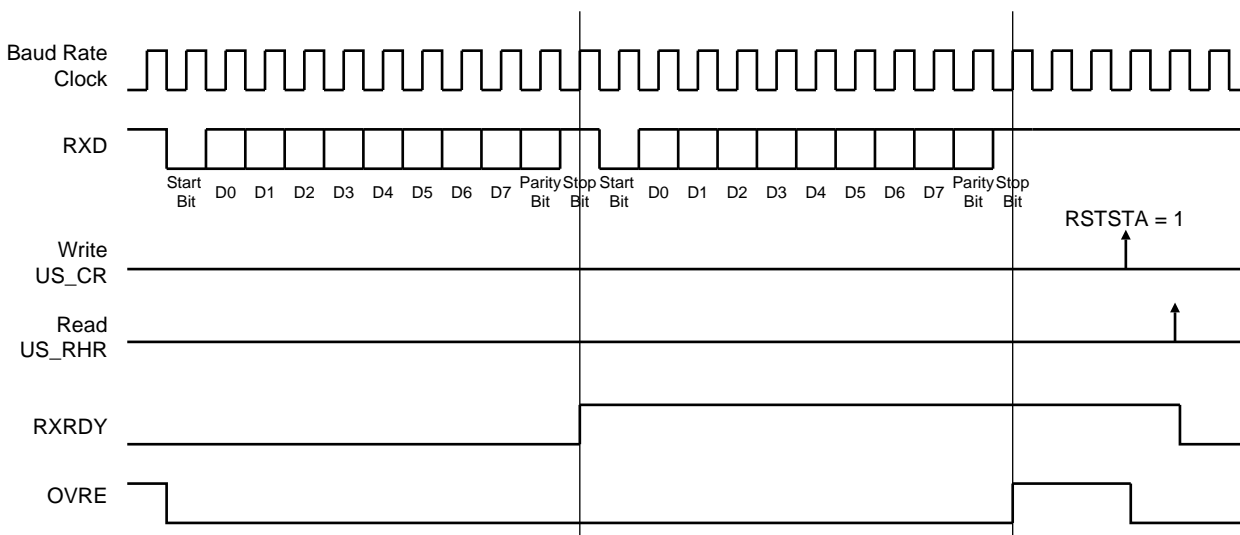 Baud Rate
Clock
RXD
Start
Bit
D0
D1
D2
D3
D4
D5
D6
D7
Parity
Bit
Stop
Bit
Start
Bit
D0
D1
D2
D3
D4
D5
D6
D7
Parity
Bit
Stop
Bit
RSTSTA = 1
Write
US_CR
Read
US_RHR
RXRDY
OVRE